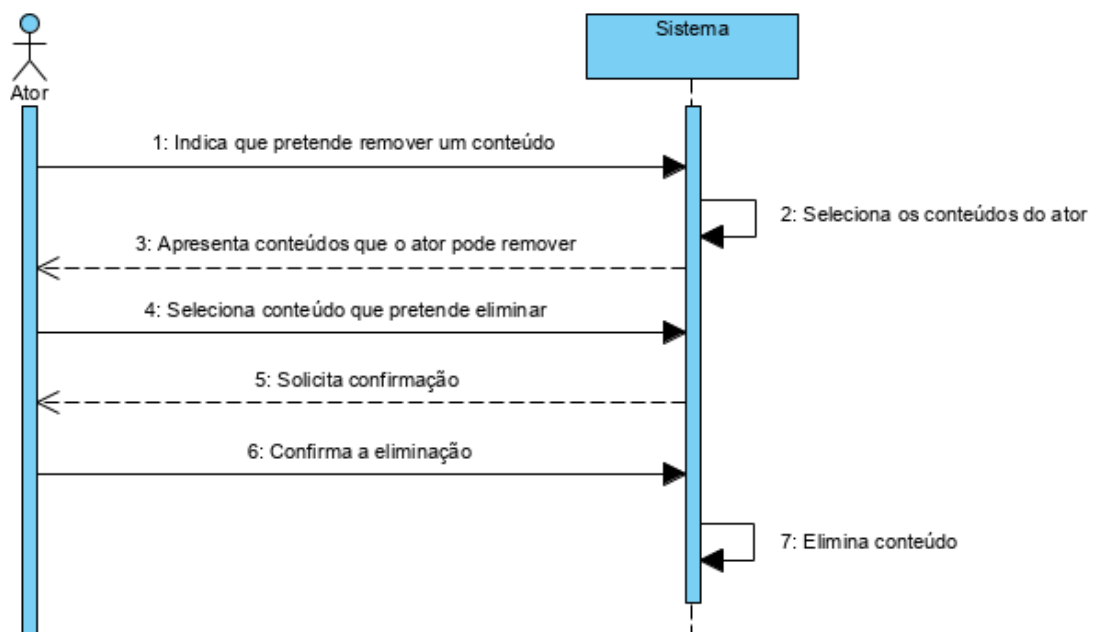 Sistema
Ator
1: Indica que pretende remover um conteúdo
2: Seleciona os conteúdos do ator
3: Apresenta conteúdos que o ator pode remover
4: Seleciona conteúdo que pretende eliminar
5: Solicita confirmação
6: Confirma a eliminação
7: Elimina conteúdo